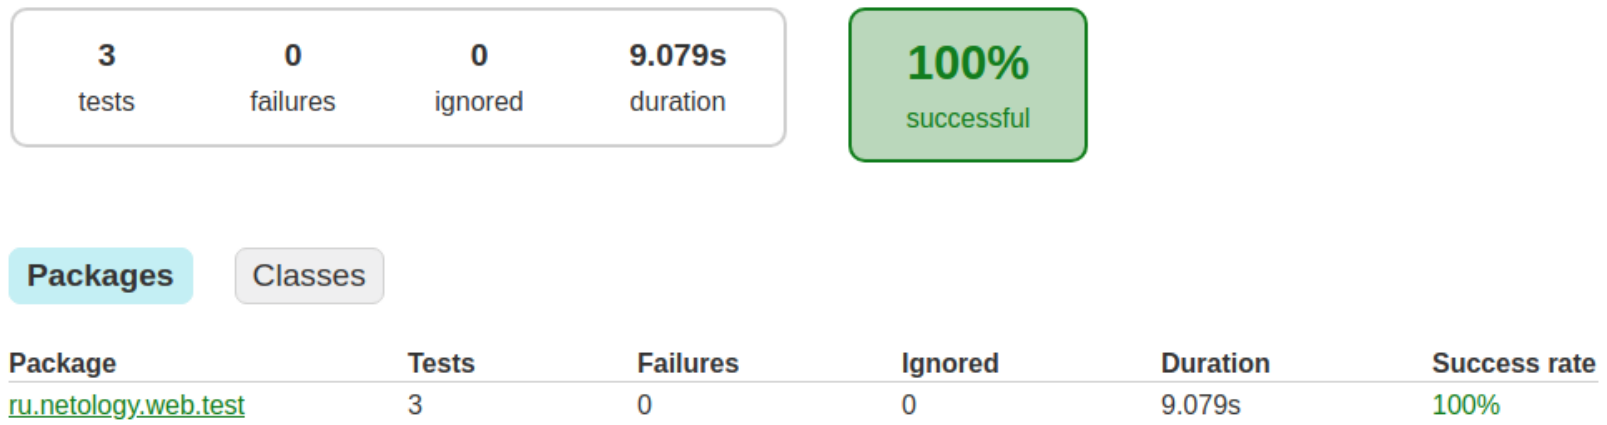 3 0 0 9.079s
tests failures ignored duration
100%
successful
Packages Classes
Package Tests Failures Ignored Duration Success rate
ru.netology.web.test 3 0 0 9.079s 100%